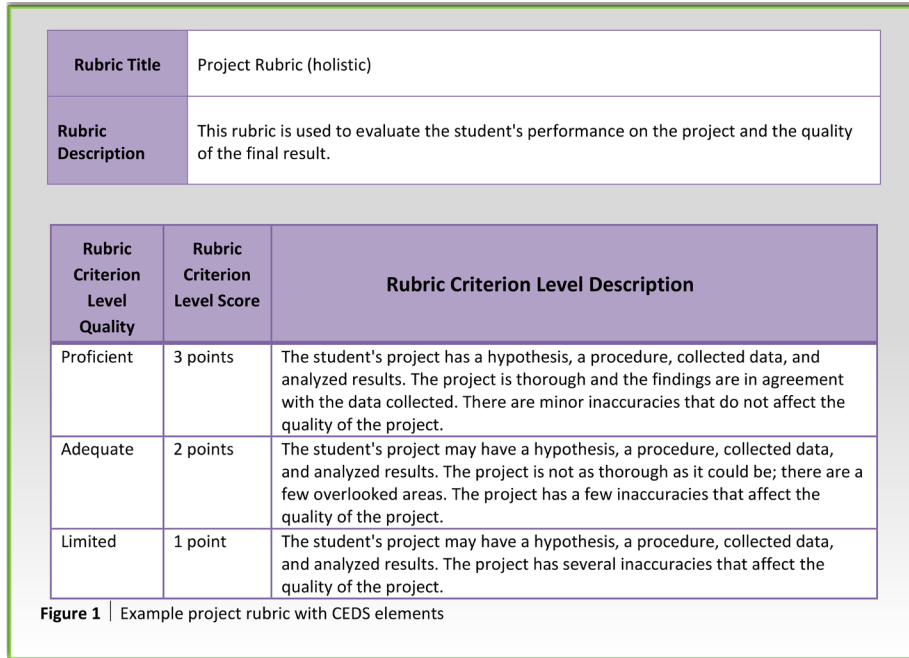 Rubric Title
Project Rubric (holistic)
Rubric
Description
This rubric is used to evaluate the student's performance on the project and the quality
of the final result.
Rubric
Criterion
Level
Quality
Rubric
Criterion
Level Score
Rubric Criterion Level Description
Proficient
3 points
The student's project has a hypothesis, a procedure, collected data, and
analyzed results. The project is thorough and the findings are in agreement
with the data collected. There are minor inaccuracies that do not affect the
quality of the project.
Adequate
2 points
The student's project may have a hypothesis, a procedure, collected data,
and analyzed results. The project is not as thorough as it could be; there are a
few overlooked areas. The project has a few inaccuracies that affect the
quality of the project.
Limited
1 point
The student's project may have a hypothesis, a procedure, collected data,
and analyzed results. The project has several inaccuracies that affect the
quality of the project.
Figure 1 | Example project rubric with CEDS elements